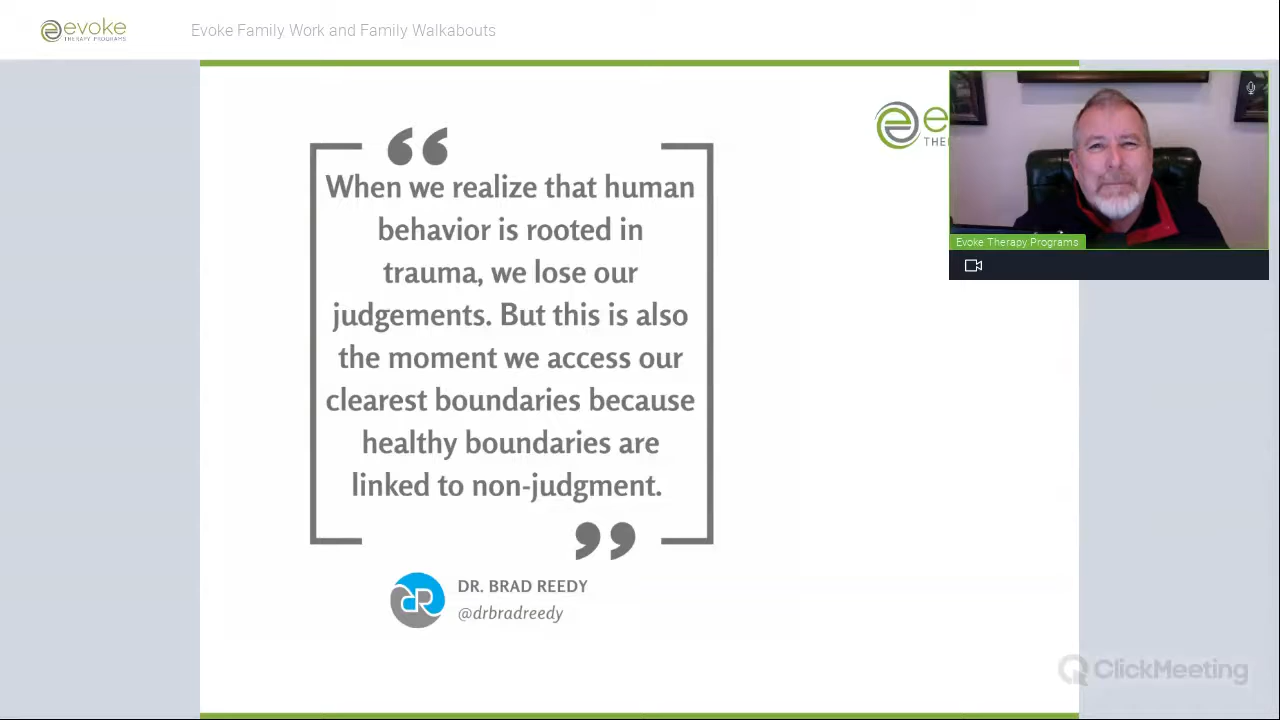 evoke
THERAPY PROGRAMS
Evoke Family Work and Family Walkabouts
e
THE
“
When we realize that human
behavior is rooted in
trauma, we lose our
judgements. But this is also
the moment we access our
clearest boundaries because
healthy boundaries are
linked to non-judgment.
”
DR. BRAD REEDY
@drbradreedy
Evoke Therapy Programs
ClickMeeting